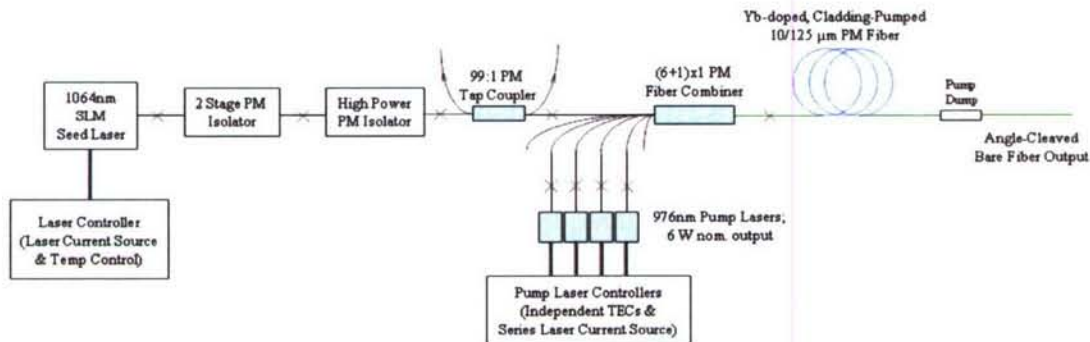 Yb-doped, Cladding-Pumped
10/125 µm PM Fiber
99:1 PM
Tap Coupler
(6+1)x1 PM
Fiber Combiner
1064nm
SLM
Seed Laser
2 Stage PM
Isolator
High Power
PM Isolator
Pump
Dump
Angle-Cleaved
Bare Fiber Output
Laser Controller
(Laser Current Source
& Temp Control)
976nm Pump Lasers;
6 W nom. output
Pump Laser Controllers
(Independent TECs &
Series Laser Current Source)